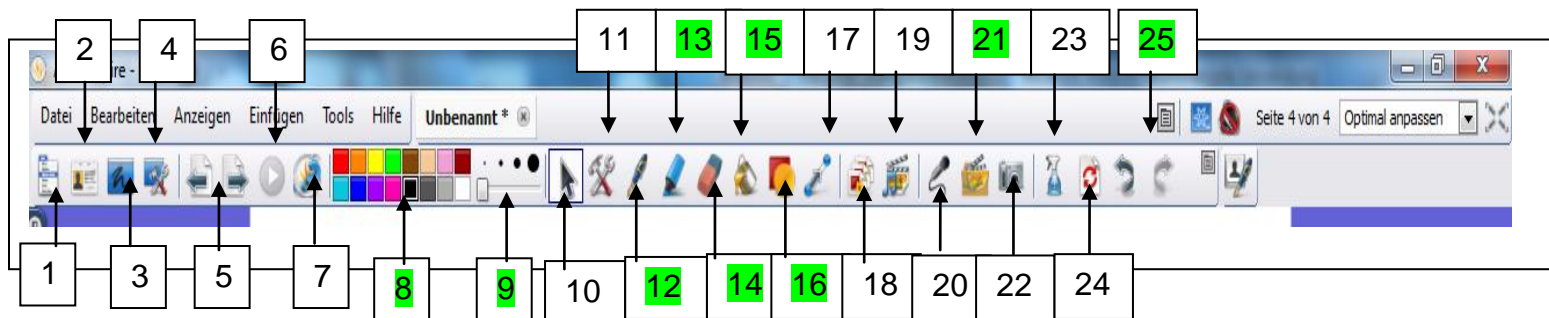 2 4 6 11 13 15 17 19 21 23 25
ire -
Datei Bearbeiten Anzeigen Einfügen Tools Hilfe Unbenannt * Seite 4 von 4 Optimal anpassen
1 3 5 7 8 9 10 12 14 16 18 20 22 24